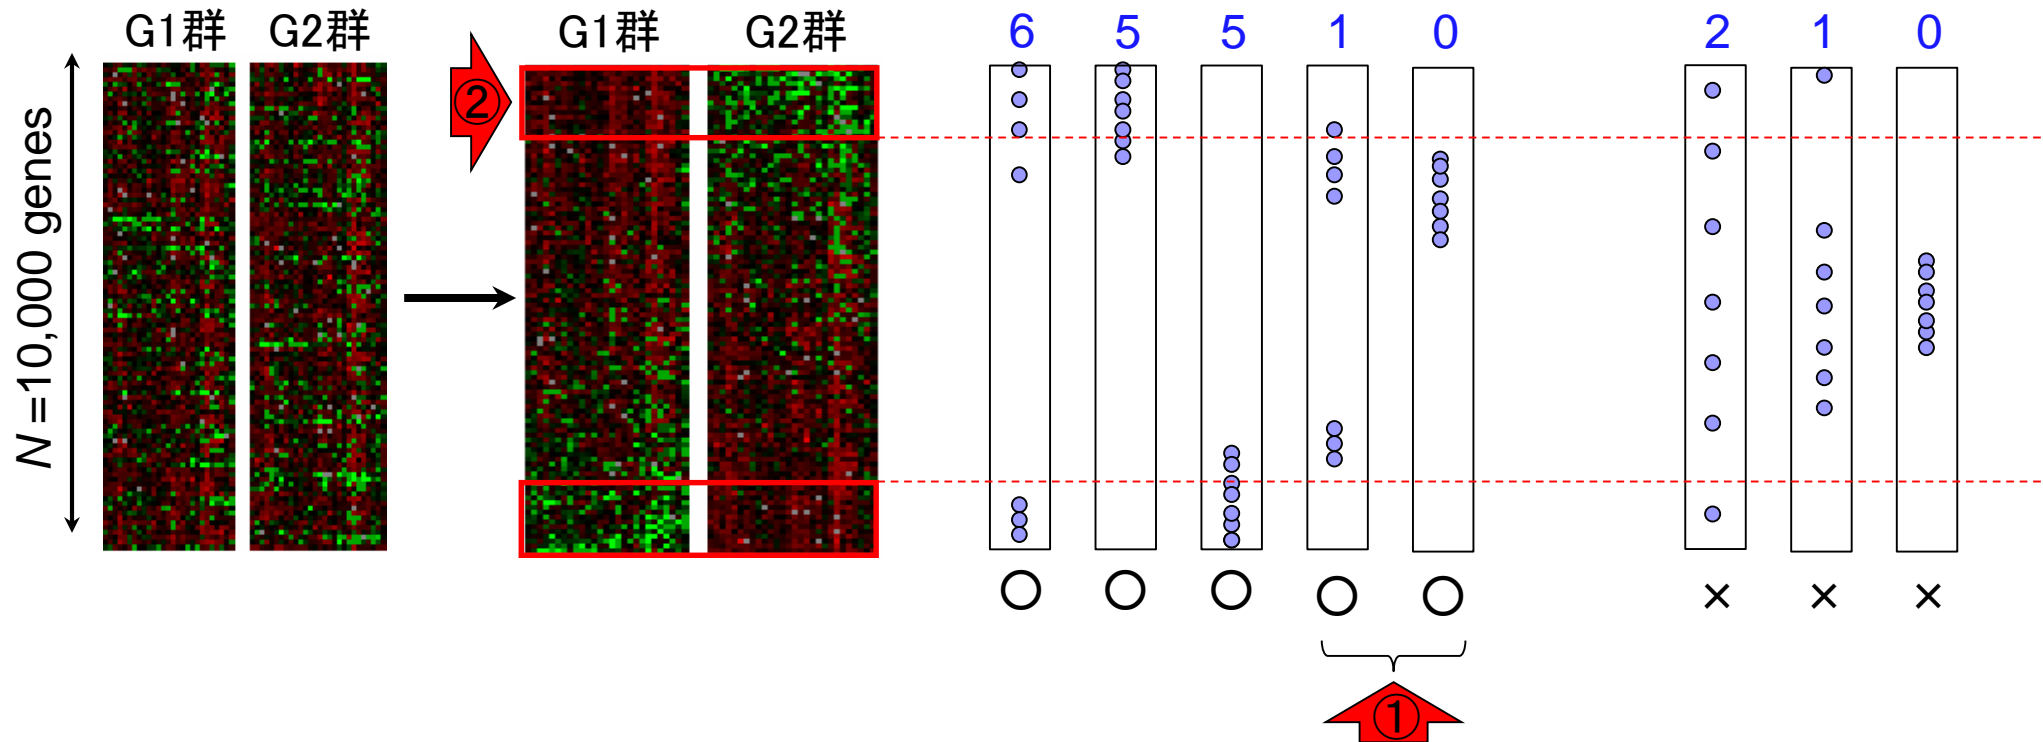 G1群 G2群 G1群 G2群 6 5 5 1 0 2 1 0
②
N=10,000 genes
○ ○ ○ ○ ○ × × ×
①